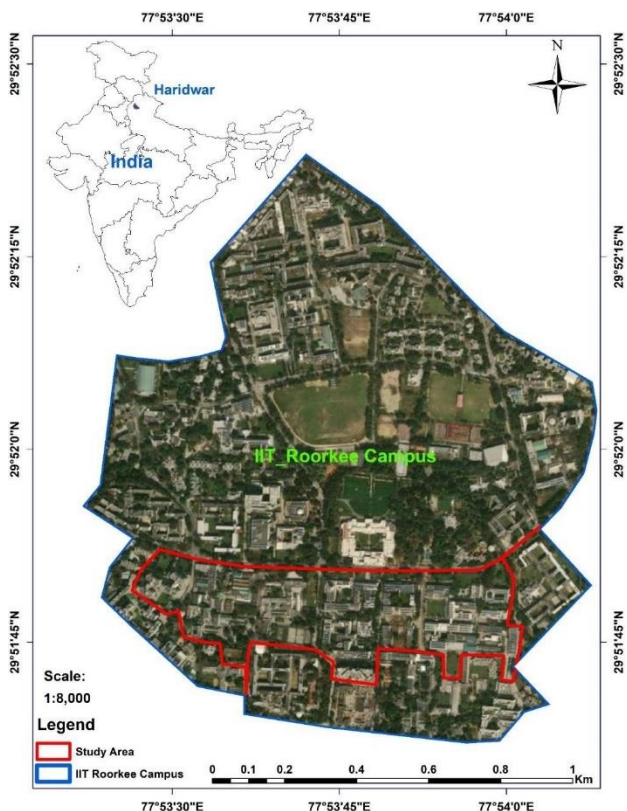 77°53'30"E 77°53'45"E 77°54'0"E
29°52'30"N 29°52'30"N
N
Haridwar
India
29°52'15"N 29°52'15"N
29°52'0"N 29°52'0"N
IIT_Roorkee Campus
29°51'45"N 29°51'45"N
Scale:
1:8,000
Legend
Study Area
IIT Roorkee Campus
0 0.1 0.2 0.4 0.6 0.8 1
Km
77°53'30"E 77°53'45"E 77°54'0"E